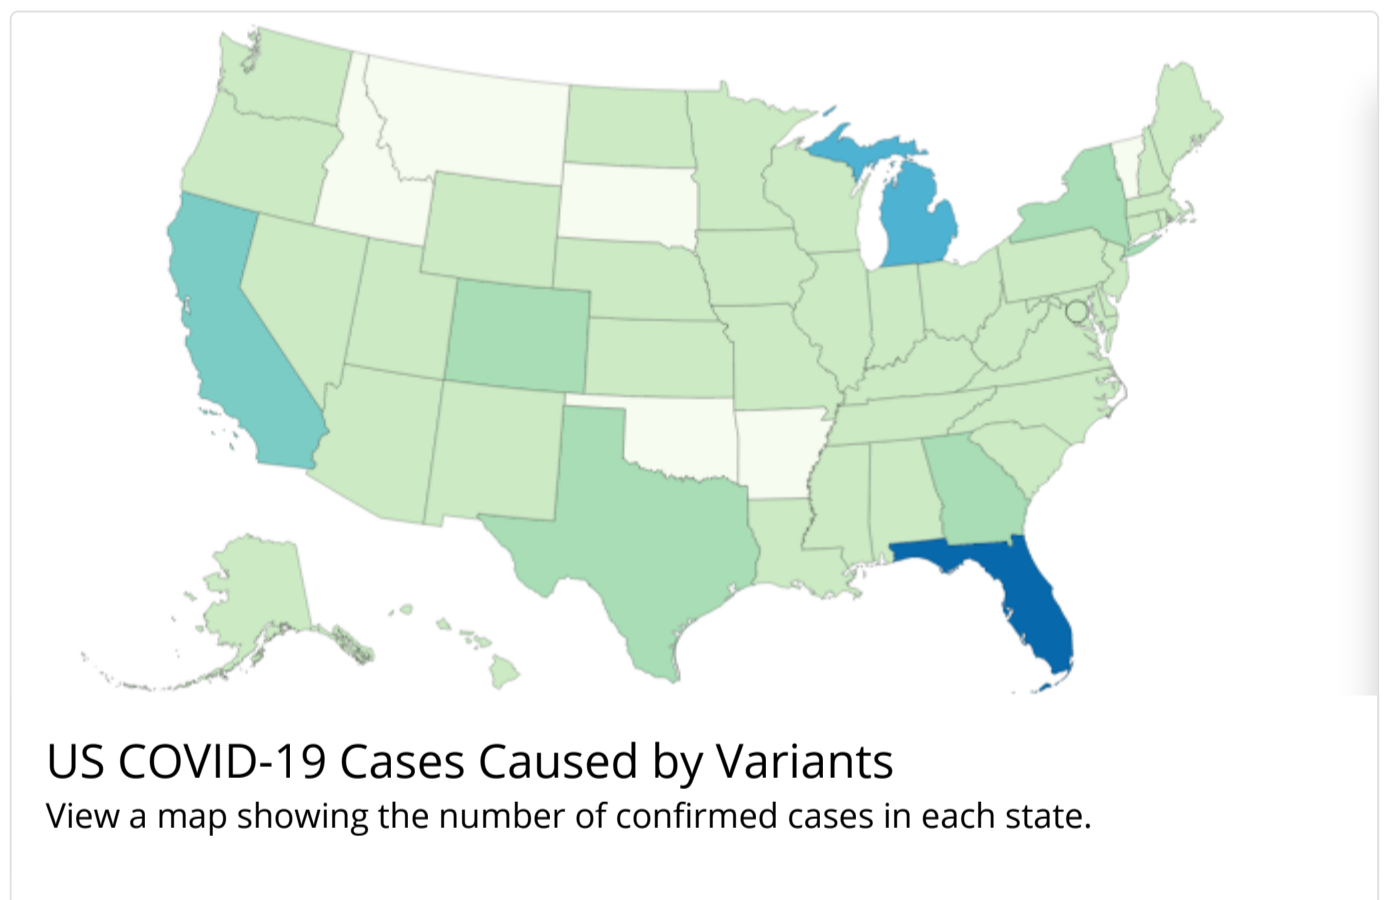 US COVID-19 Cases Caused by Variants
View a map showing the number of confirmed cases in each state.